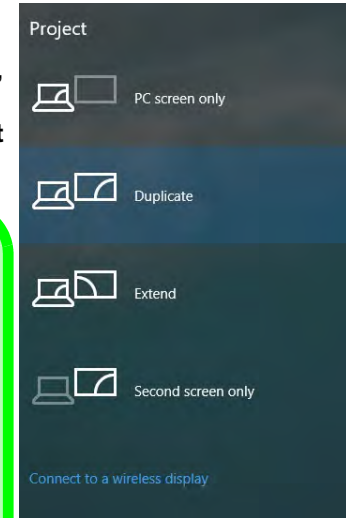 Project
PC screen only
Duplicate
Extend
Second screen only
Connect to a wireless display